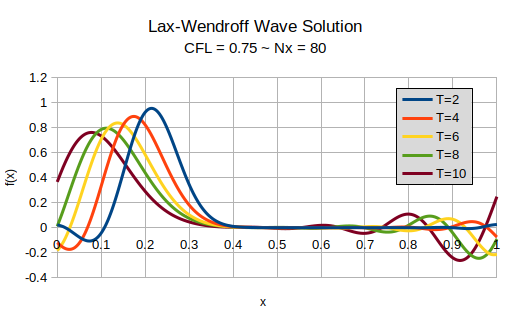 Lax-Wendroff Wave Solution
CFL = 0.75 ~ Nx = 80
1.2
1
0.8
0.6
0.4
0.2
0
-0.2
-0.4
f(x)
0 0.1 0.2 0.3 0.4 0.5 0.6 0.7 0.8 0.9 1
x
T=2
T=4
T=6
T=8
T=10